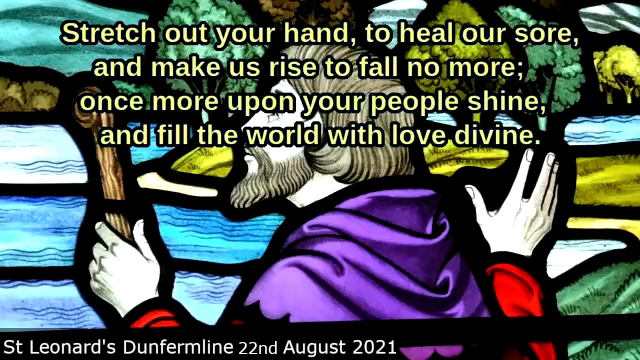 Stretch out your hand, to heal our sore,
and make us rise to fall no more;
once more upon your people shine,
and fill the world with love divine.
St Leonard's Dunfermline 22nd August 2021